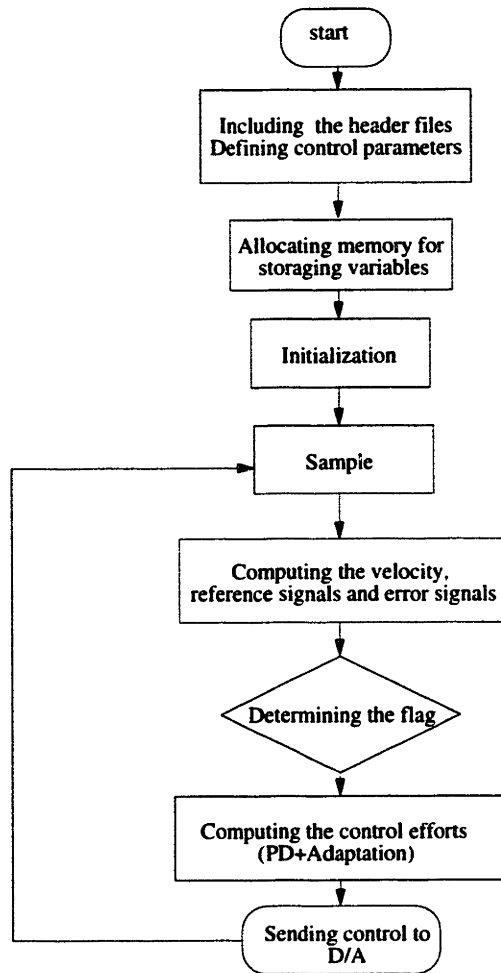 start
Including the header files
Defining control parameters
Allocating memory for
storaging variables
Initialization
Sample
Computing the velocity,
reference signals and error signals
Determining the flag
Computing the control efforts
(PD+Adaptation)
Sending control to
D/A